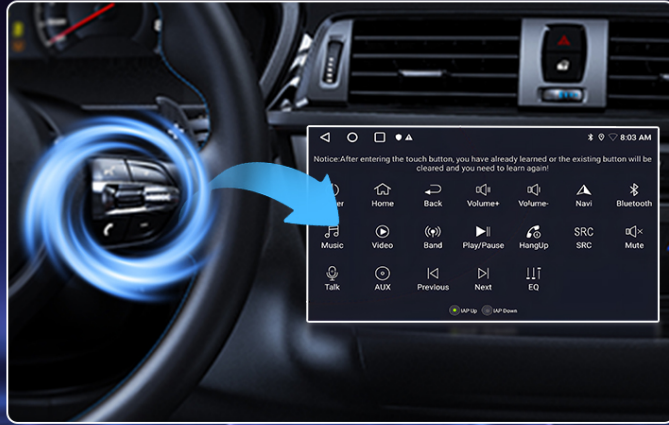 8:03 AM
Notice:After entering the touch button, you have already learned or the existing button will be
cleared and you need to learn again!
Home Back Volume+ Volume- Navi Bluetooth
Music Video Band Play/Pause HangUp SRC SRC Mute
Talk AUX Previous Next EQ
IAP Up IAP Down